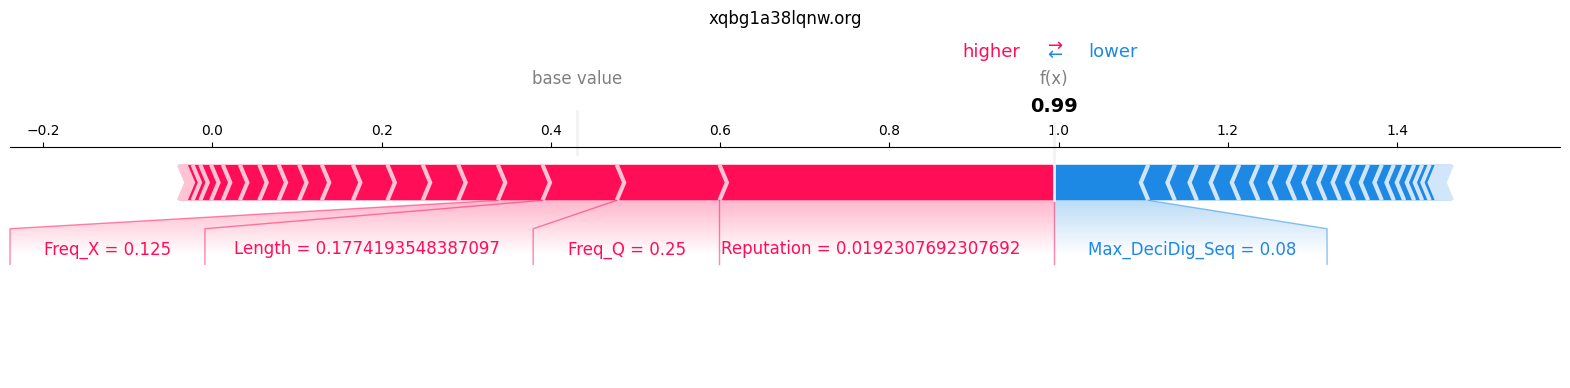 xqbg1a38lqnw.org
higher → lower
←
base value f(x)
0.99
−0.2 0.0 0.2 0.4 0.6 0.8 1.0 1.2 1.4
Freq_X = 0.125 Length = 0.1774193548387097 Freq_Q = 0.25 Reputation = 0.0192307692307692 Max_DeciDig_Seq = 0.08